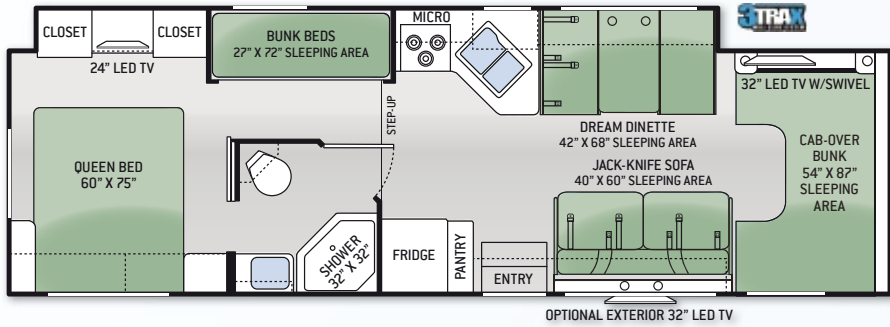 3TRAX
CLOSET
CLOSET
24" LED TV
BUNK BEDS
27" X 72" SLEEPING AREA
MICRO
32" LED TV W/SWIVEL
STEP-UP
DREAM DINETTE
42" X 68" SLEEPING AREA
JACK-KNIFE SOFA
40" X 60" SLEEPING AREA
CAB-OVER
BUNK
54" X 87"
SLEEPING
AREA
QUEEN BED
60" X 75"
SHOWER
32" X 32"
FRIDGE
PANTRY
ENTRY
OPTIONAL EXTERIOR 32" LED TV